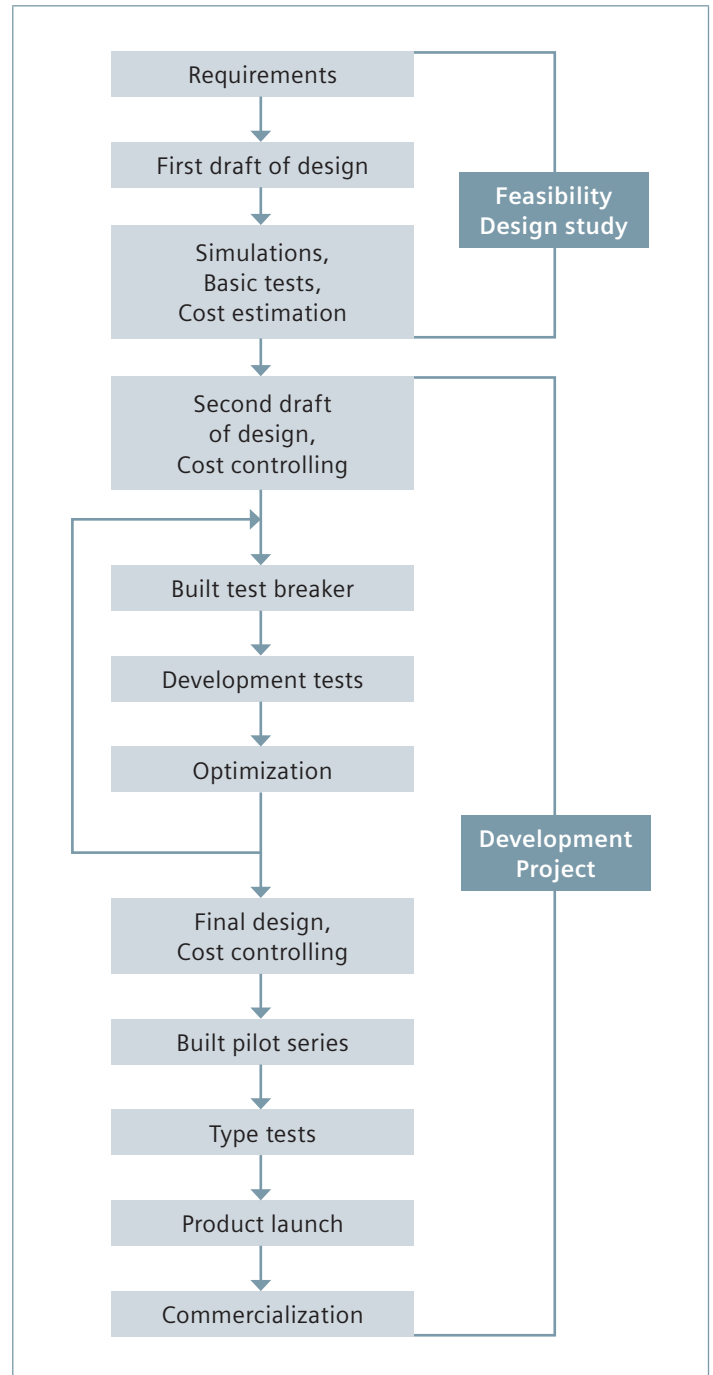 Requirements
First draft of design
Feasibility
Design study
Simulations,
Basic tests,
Cost estimation
Second draft
of design,
Cost controlling
Built test breaker
Development tests
Optimization
Development
Project
Final design,
Cost controlling
Built pilot series
Type tests
Product launch
Commercialization